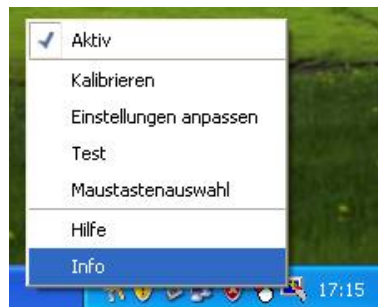 Aktiv
Kalibrieren
Einstellungen anpassen
Test
Maustastenauswahl
Hilfe
Info
17:15